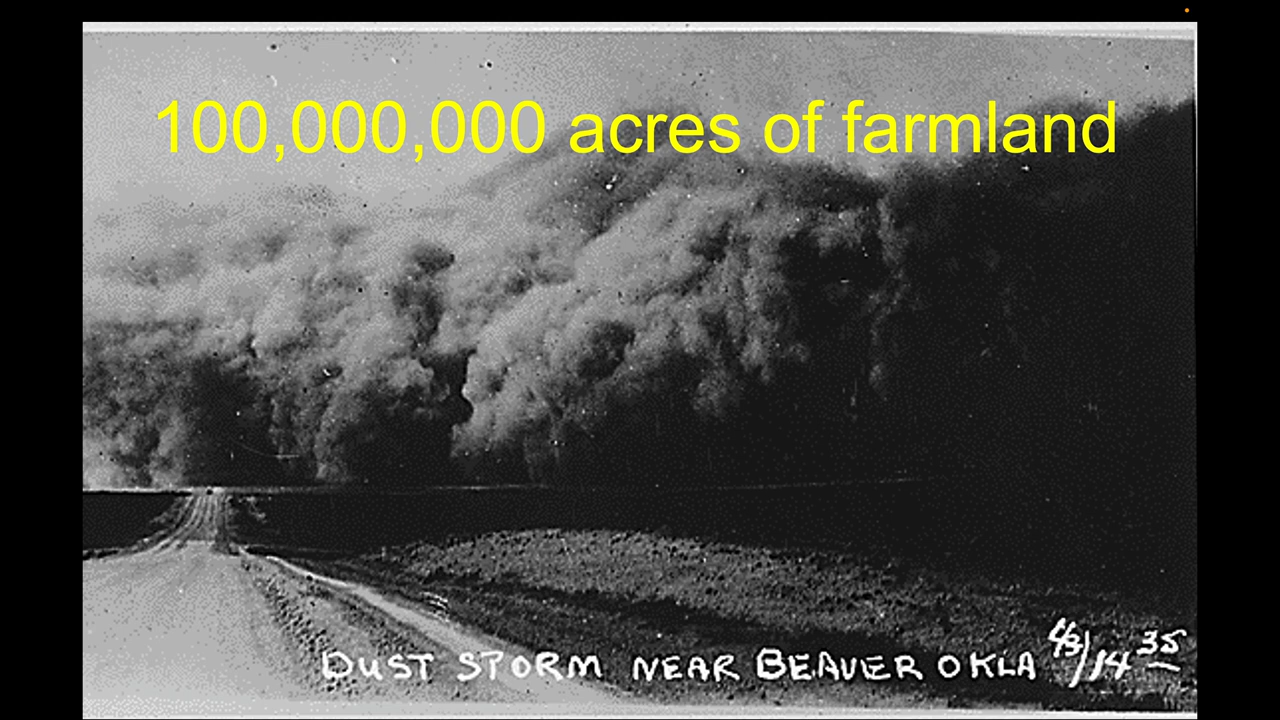 100,000,000 acres of farmland
DUST STORM NEAR BEAVER OKLA 4/14 35